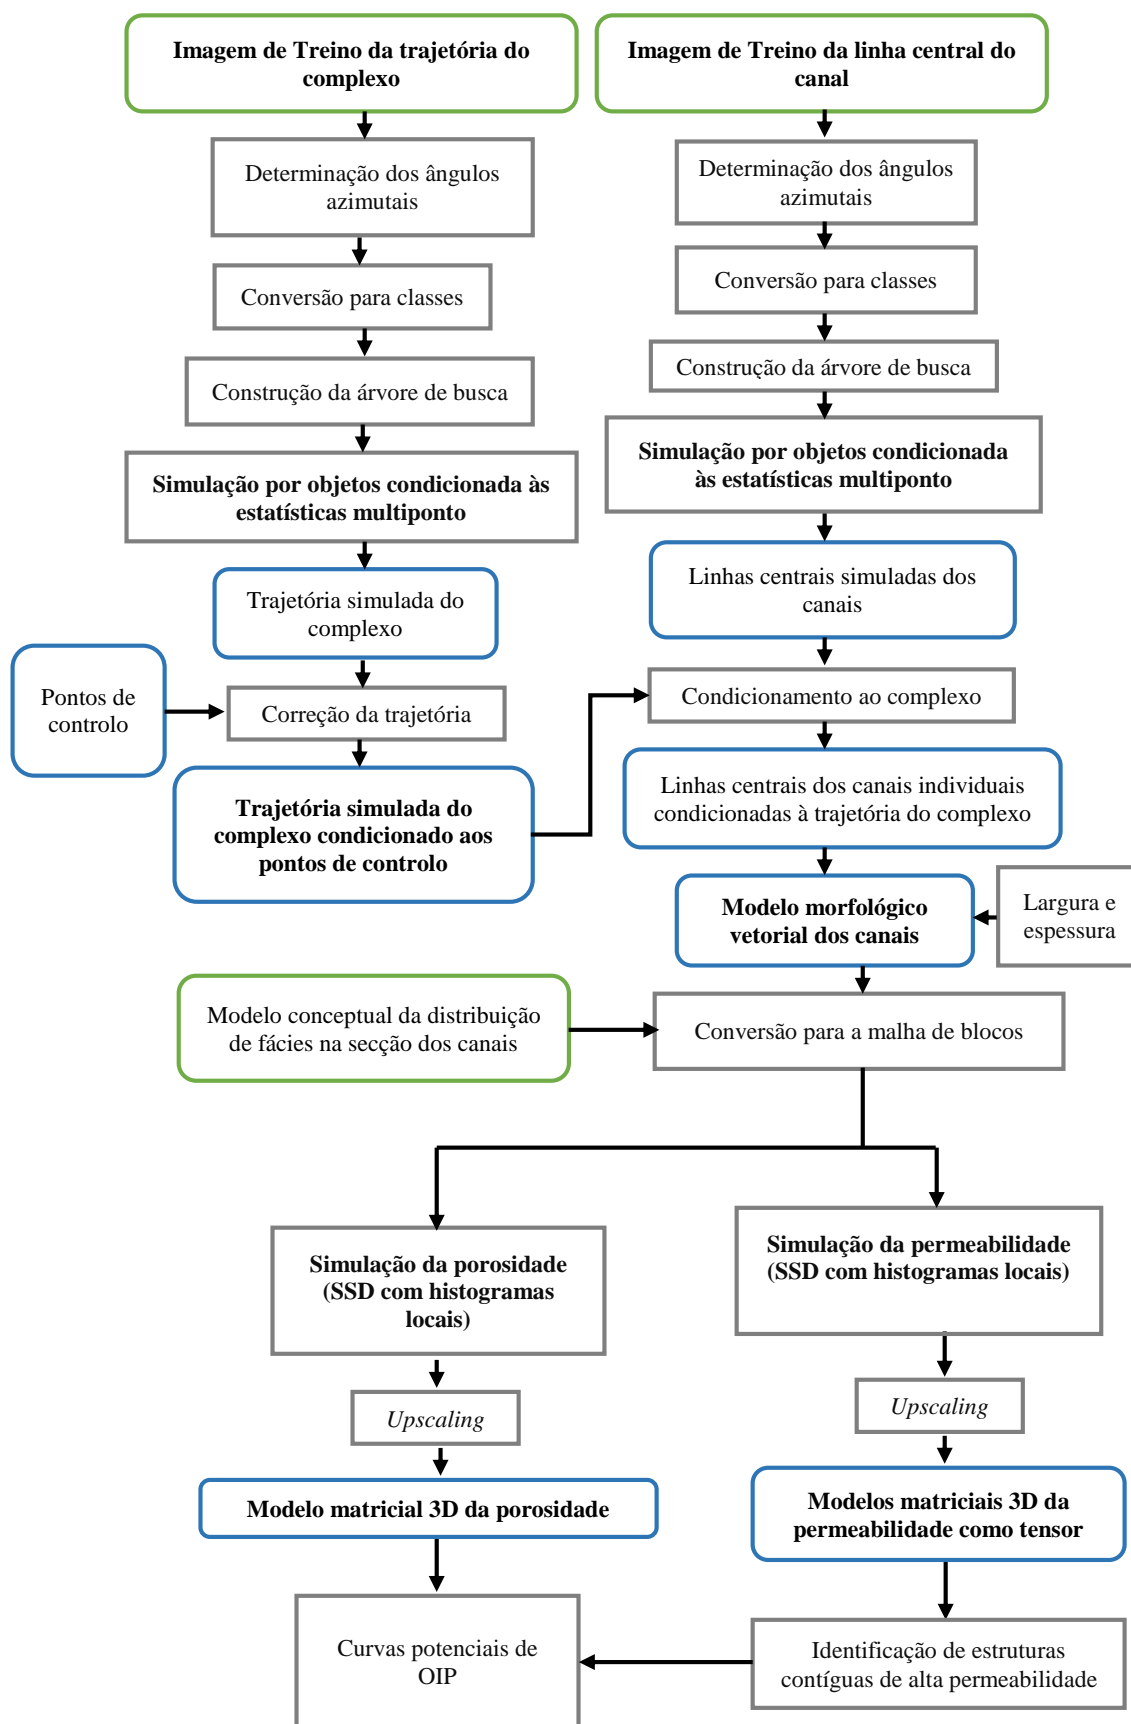 Imagem de Treino da trajetória do
complexo
Imagem de Treino da linha central do
canal
Determinação dos ângulos
azimutais
Determinação dos ângulos
azimutais
Conversão para classes
Conversão para classes
Construção da árvore de busca
Construção da árvore de busca
Simulação por objetos condicionada às
estatísticas multiponto
Simulação por objetos condicionada
às estatísticas multiponto
Trajetória simulada do
complexo
Linhas centrais simuladas dos
canais
Pontos de
controlo
Correção da trajetória
Condicionamento ao complexo
Trajetória simulada do
complexo condicionado aos
pontos de controlo
Linhas centrais dos canais individuais
condicionadas à trajetória do complexo
Modelo morfológico
vetorial dos canais
Largura e
espessura
Modelo conceptual da distribuição
de fácies na secção dos canais
Conversão para a malha de blocos
Simulação da porosidade
(SSD com histogramas
locais)
Simulação da permeabilidade
(SSD com histogramas locais)
Upscaling
Upscaling
Modelo matricial 3D da porosidade
Modelos matriciais 3D da
permeabilidade como tensor
Curvas potenciais de
OIP
Identificação de estruturas
contíguas de alta permeabilidade